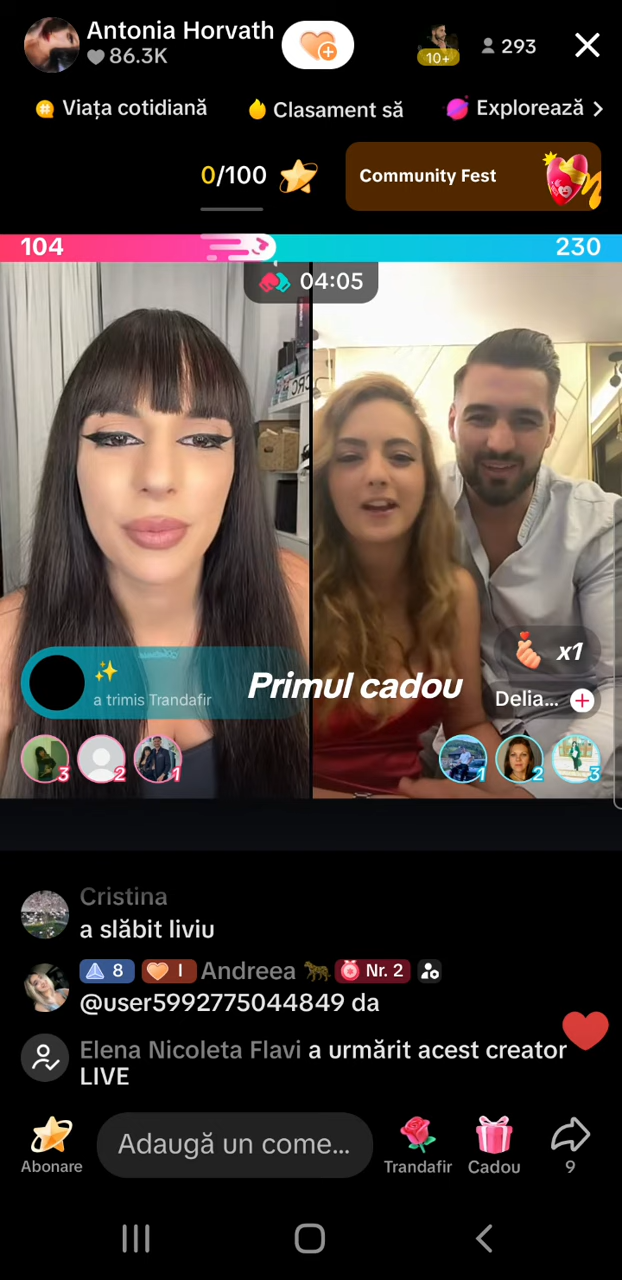 Antonia Horvath
86.3K
10+
293
Viața cotidiană
Clasament să
Explorează
0/100
Community Fest
104
230
04:05
x1
a trimis Trandafir
Primul cadou
Delia...
3
2
1
1
2
3
Cristina
a slăbit liviu
8
I
Andreea
Nr. 2
@user5992775044849 da
Elena Nicoleta Flavi a urmărit acest creator
LIVE
Abonare
Adaugă un come...
Trandafir
Cadou
9